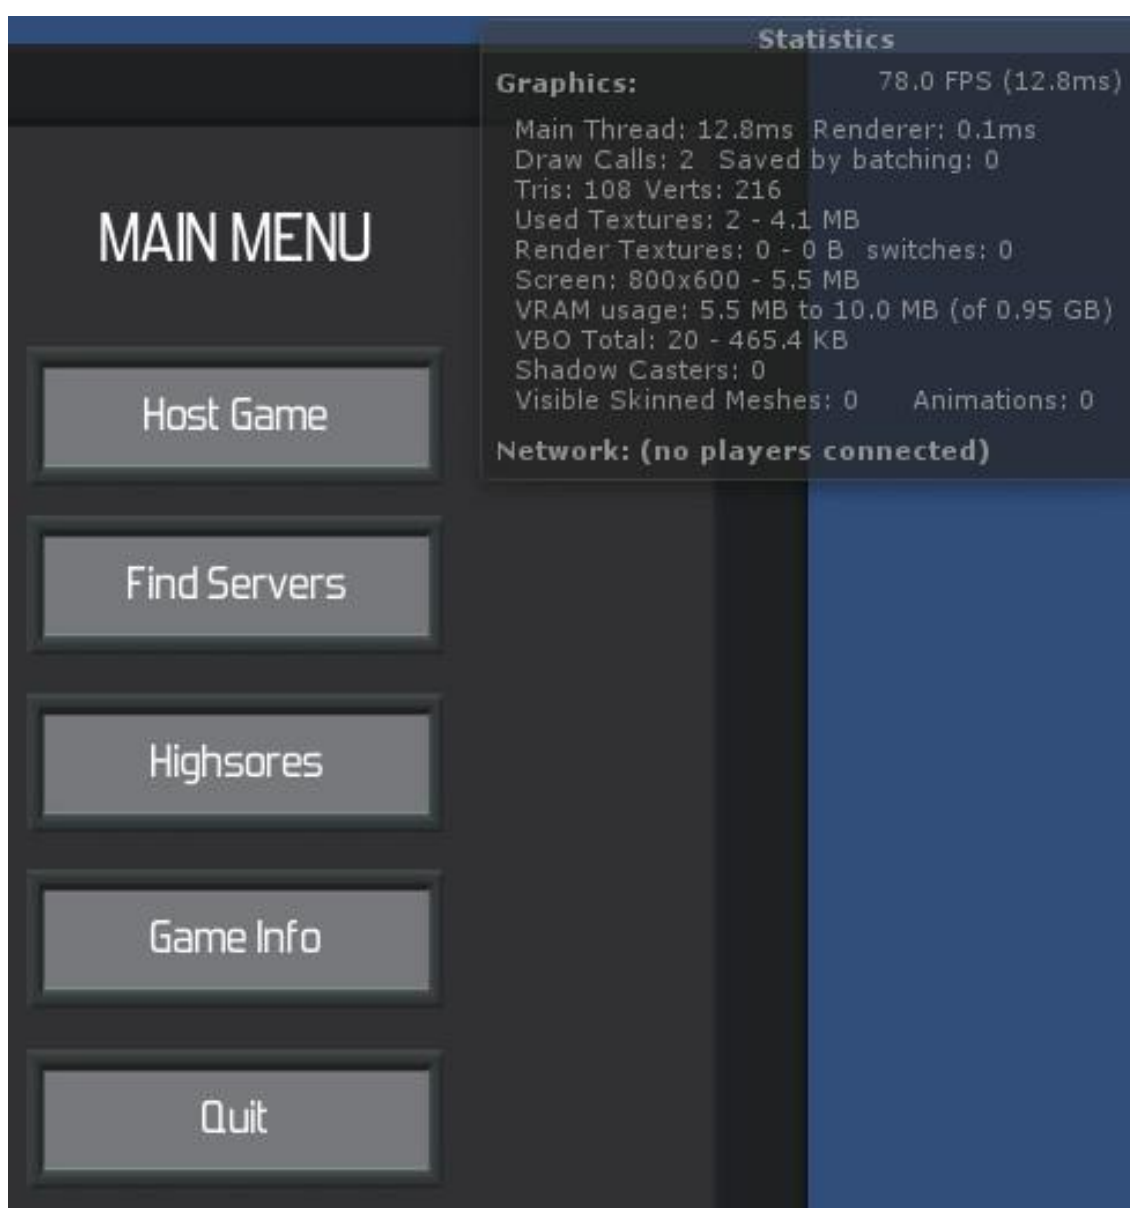 Statistics
Graphics: 78.0 FPS (12.8ms)
Main Thread: 12.8ms Renderer: 0.1ms
Draw Calls: 2 Saved by batching: 0
Tris: 108 Verts: 216
Used Textures: 2 - 4.1 MB
Render Textures: 0 - 0 B switches: 0
Screen: 800x600 - 5.5 MB
VRAM usage: 5.5 MB to 10.0 MB (of 0.95 GB)
VBO Total: 20 - 465.4 KB
Shadow Casters: 0
Visible Skinned Meshes: 0 Animations: 0
Network: (no players connected)
MAIN MENU
Host Game
Find Servers
Highsores
Game Info
Quit